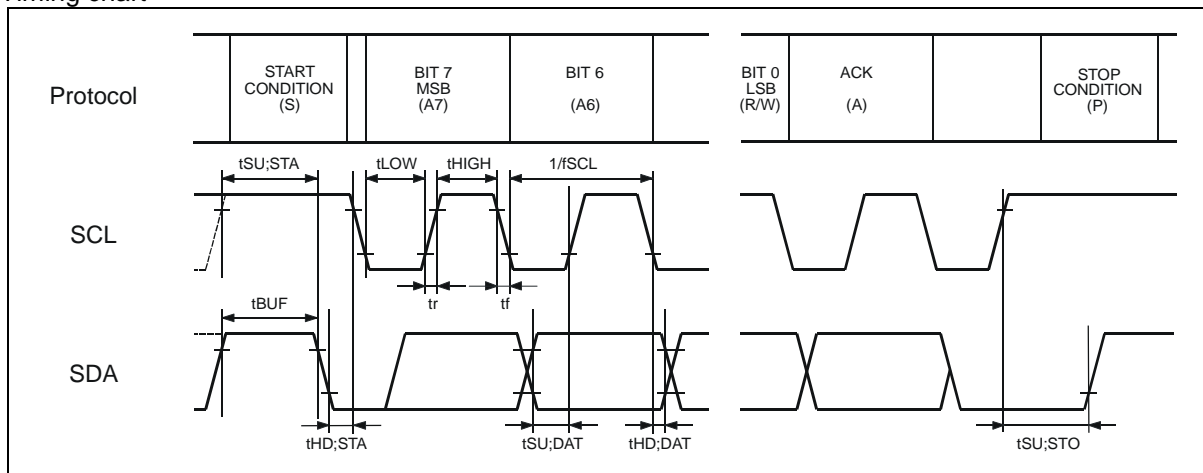 Timing chart
Protocol
START
CONDITION
(S)
BIT 7
MSB
(A7)
BIT 6
(A6)
BIT 0
LSB
(R/W)
ACK
(A)
STOP
CONDITION
(P)
tSU;STA
tLOW
tHIGH
1/fSCL
SCL
tr
tf
tBUF
SDA
tHD;STA
tSU;DAT
tHD;DAT
tSU;STO